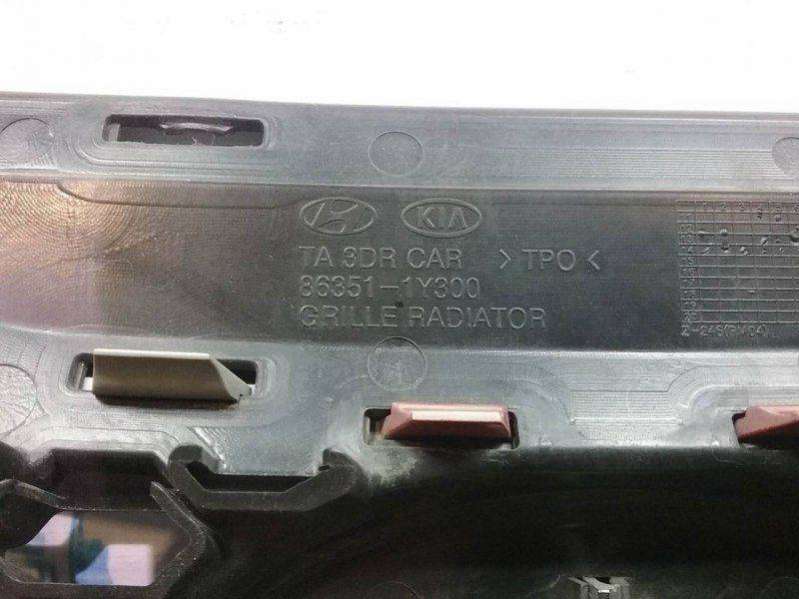 KIA
TA 3DR CAR > TPO <
86351-1Y300
GRILLE RADIATOR